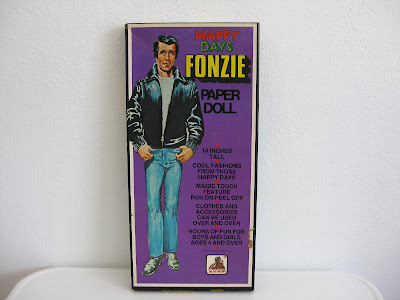 HAPPY
DAYS
FONZIE
PAPER
DOLL
14 INCHES
TALL
COOL FASHIONS
FROM THOSE
HAPPY DAYS
MAGIC TOUCH
FEATURE
RUB ON PEEL OFF
CLOTHES AND
ACCESSORIES
CAN BE USED
OVER AND OVER
HOURS OF FUN FOR
BOYS AND GIRLS
AGES 4 AND OVER